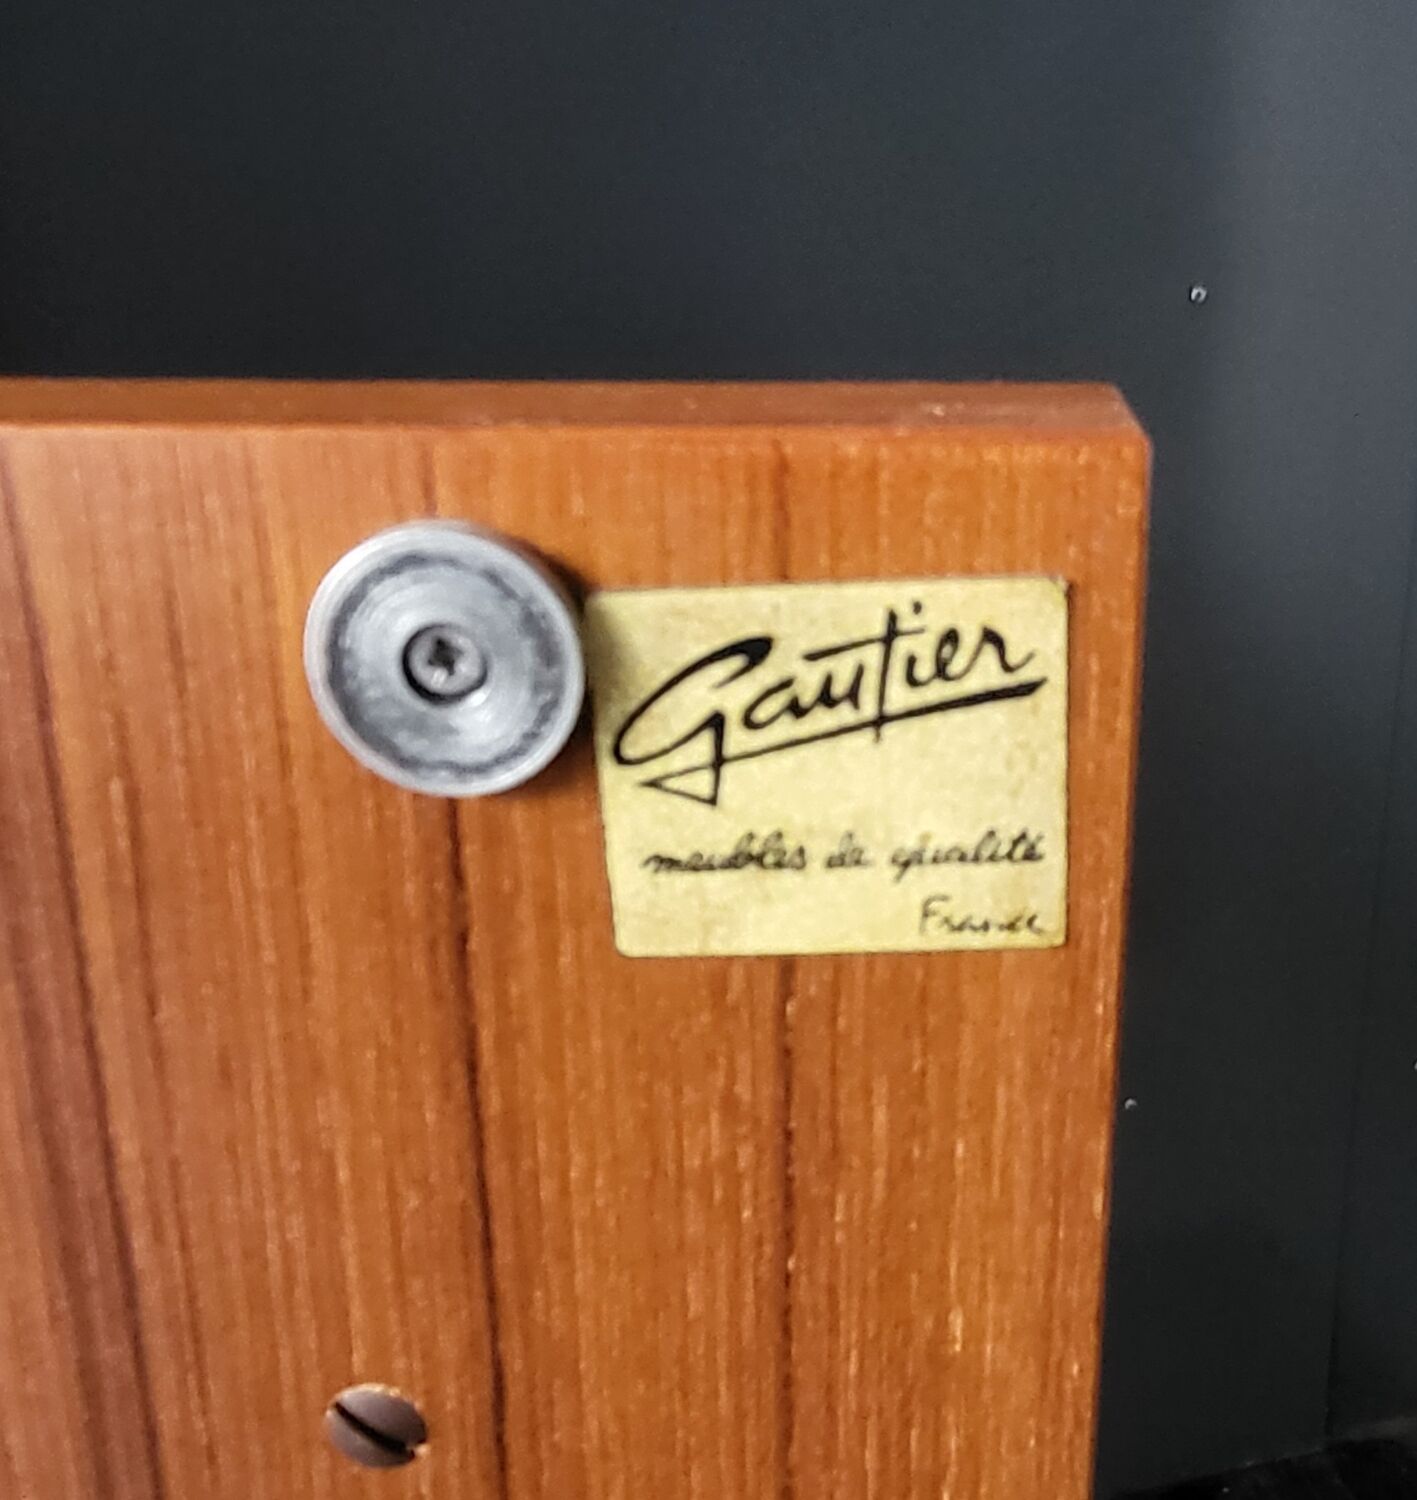 Gautier
meubles de qualité
France